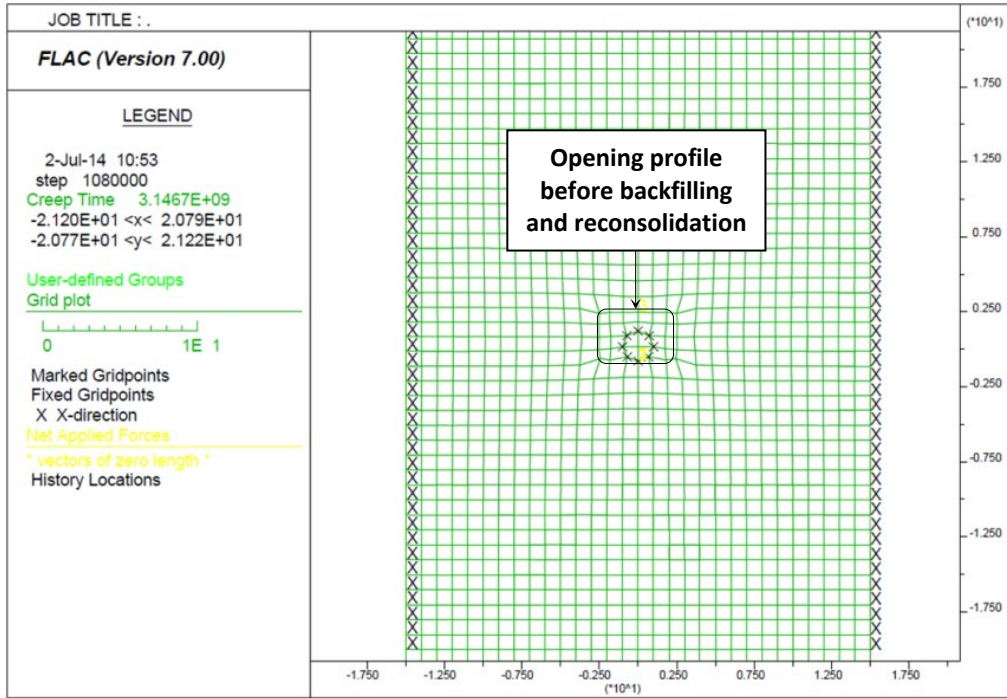 JOB TITLE : .
(*10^1)
FLAC (Version 7.00)
LEGEND
2-Jul-14 10:53
step 1080000
Creep Time 3.1467E+09
-2.120E+01 <x< 2.079E+01
-2.077E+01 <y< 2.122E+01
User-defined Groups
Grid plot
0 1E 1
Marked Gridpoints
Fixed Gridpoints
X X-direction
Net Applied Forces
* vectors of zero length *
History Locations
Opening profile
before backfilling
and reconsolidation
1.750
1.250
0.750
0.250
-0.250
-0.750
-1.250
-1.750
-1.750 -1.250 -0.750 -0.250 0.250 0.750 1.250 1.750
(*10^1)